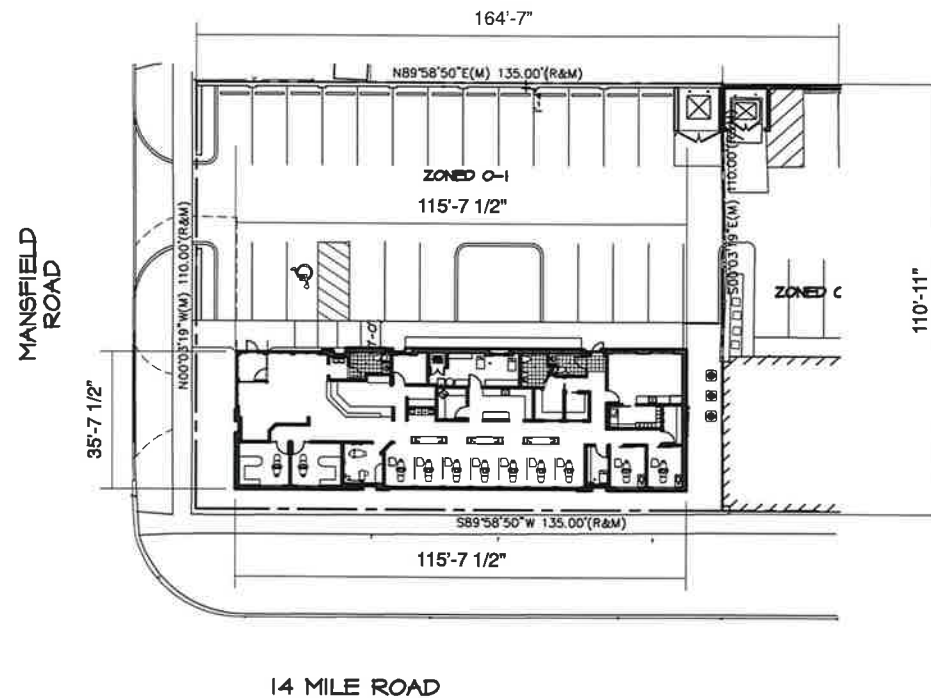 164'-7"
N89°58'50"E(M) 135.00'(R&M)
ZONED O-1
115'-7 1/2"
MANSFIELD
ROAD
N00°03'19"W(M) 110.00'(R&M)
S00°03'19"E(M) 110.00'(R&M)
ZONED
110'-11"
35'-7 1/2"
S89°58'50"W 135.00'(R&M)
115'-7 1/2"
14 MILE ROAD